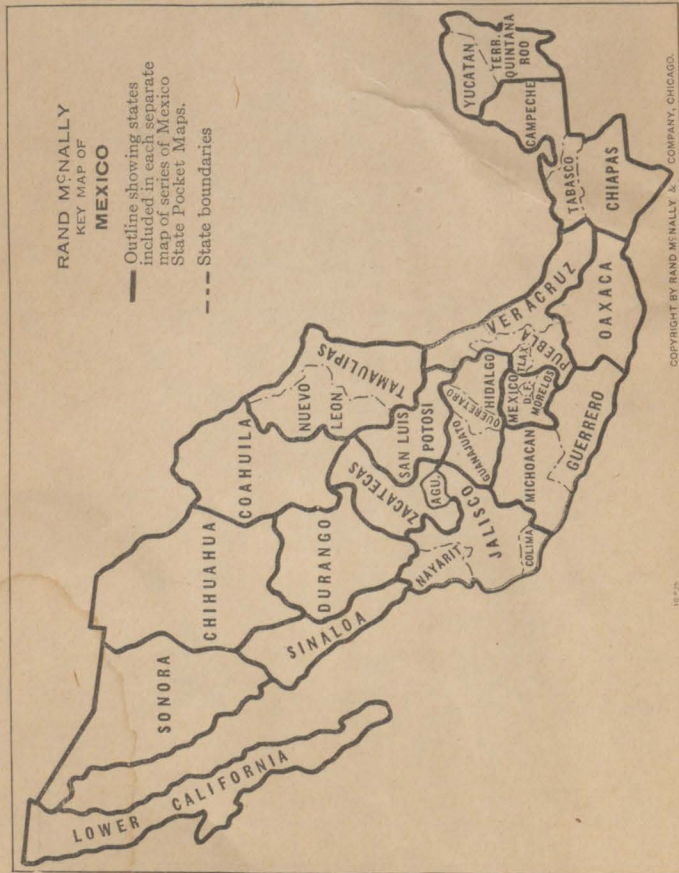 RAND MCNALLY
KEY MAP OF
MEXICO
Outline showing states
included in each separate
map of series of Mexico
State Pocket Maps.
State boundaries
LOWER CALIFORNIA
SONORA
CHIHUAHUA
COAHUILA
NUEVO
LEON
TAMAULIPAS
SINALOA
DURANGO
ZACATECAS
SAN LUIS
POTOSI
NAYARIT
AGU.
JALISCO
GUANAJUATO
QUERETARO
HIDALGO
VERACRUZ
COLIMA
MICHOACAN
MEXICO
D. F.
TLAX.
MORELOS
PUEBLA
GUERRERO
OAXACA
TABASCO
CHIAPAS
CAMPECHE
YUCATAN
TERR.
QUINTANA
ROO
COPYRIGHT BY RAND MCNALLY & COMPANY, CHICAGO.